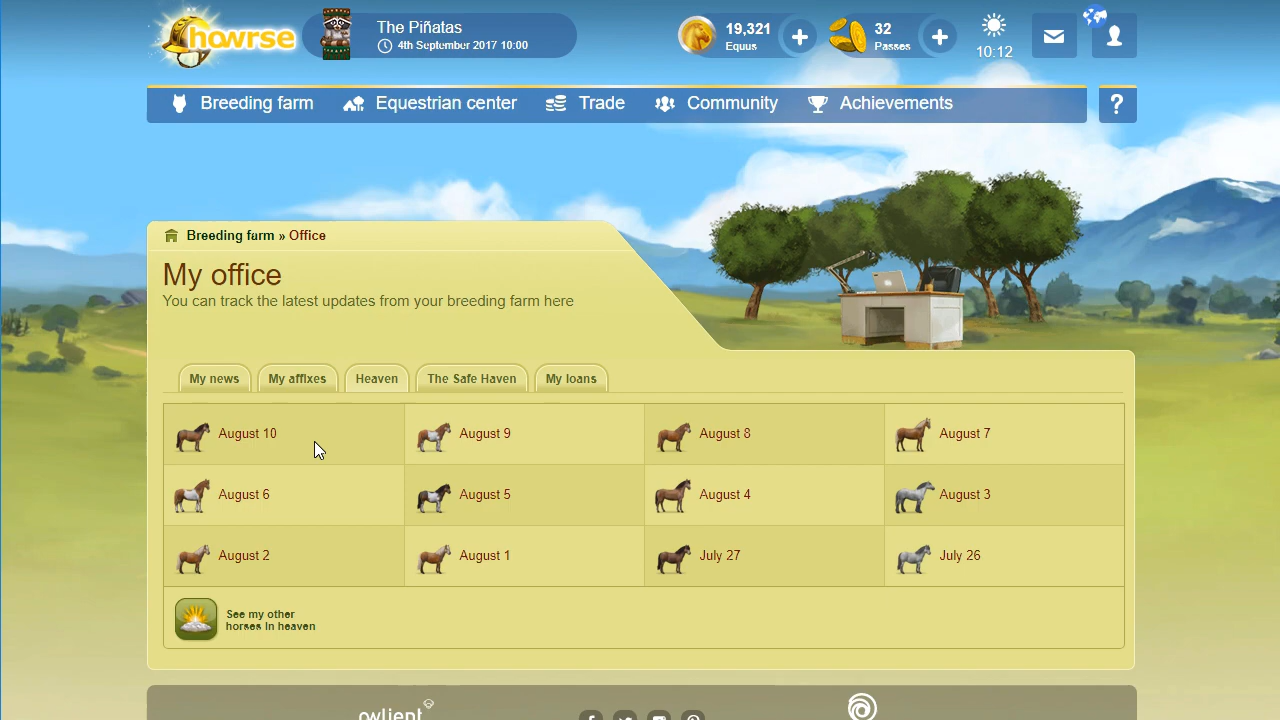 howrse
The Piñatas
4th September 2017 10:00
19,321
Equus
32
Passes
10:12
Breeding farm
Equestrian center
Trade
Community
Achievements
?
Breeding farm » Office
My office
You can track the latest updates from your breeding farm here
My news
My affixes
Heaven
The Safe Haven
My loans
August 10
August 9
August 8
August 7
August 6
August 5
August 4
August 3
August 2
August 1
July 27
July 26
See my other
horses in heaven
owlient